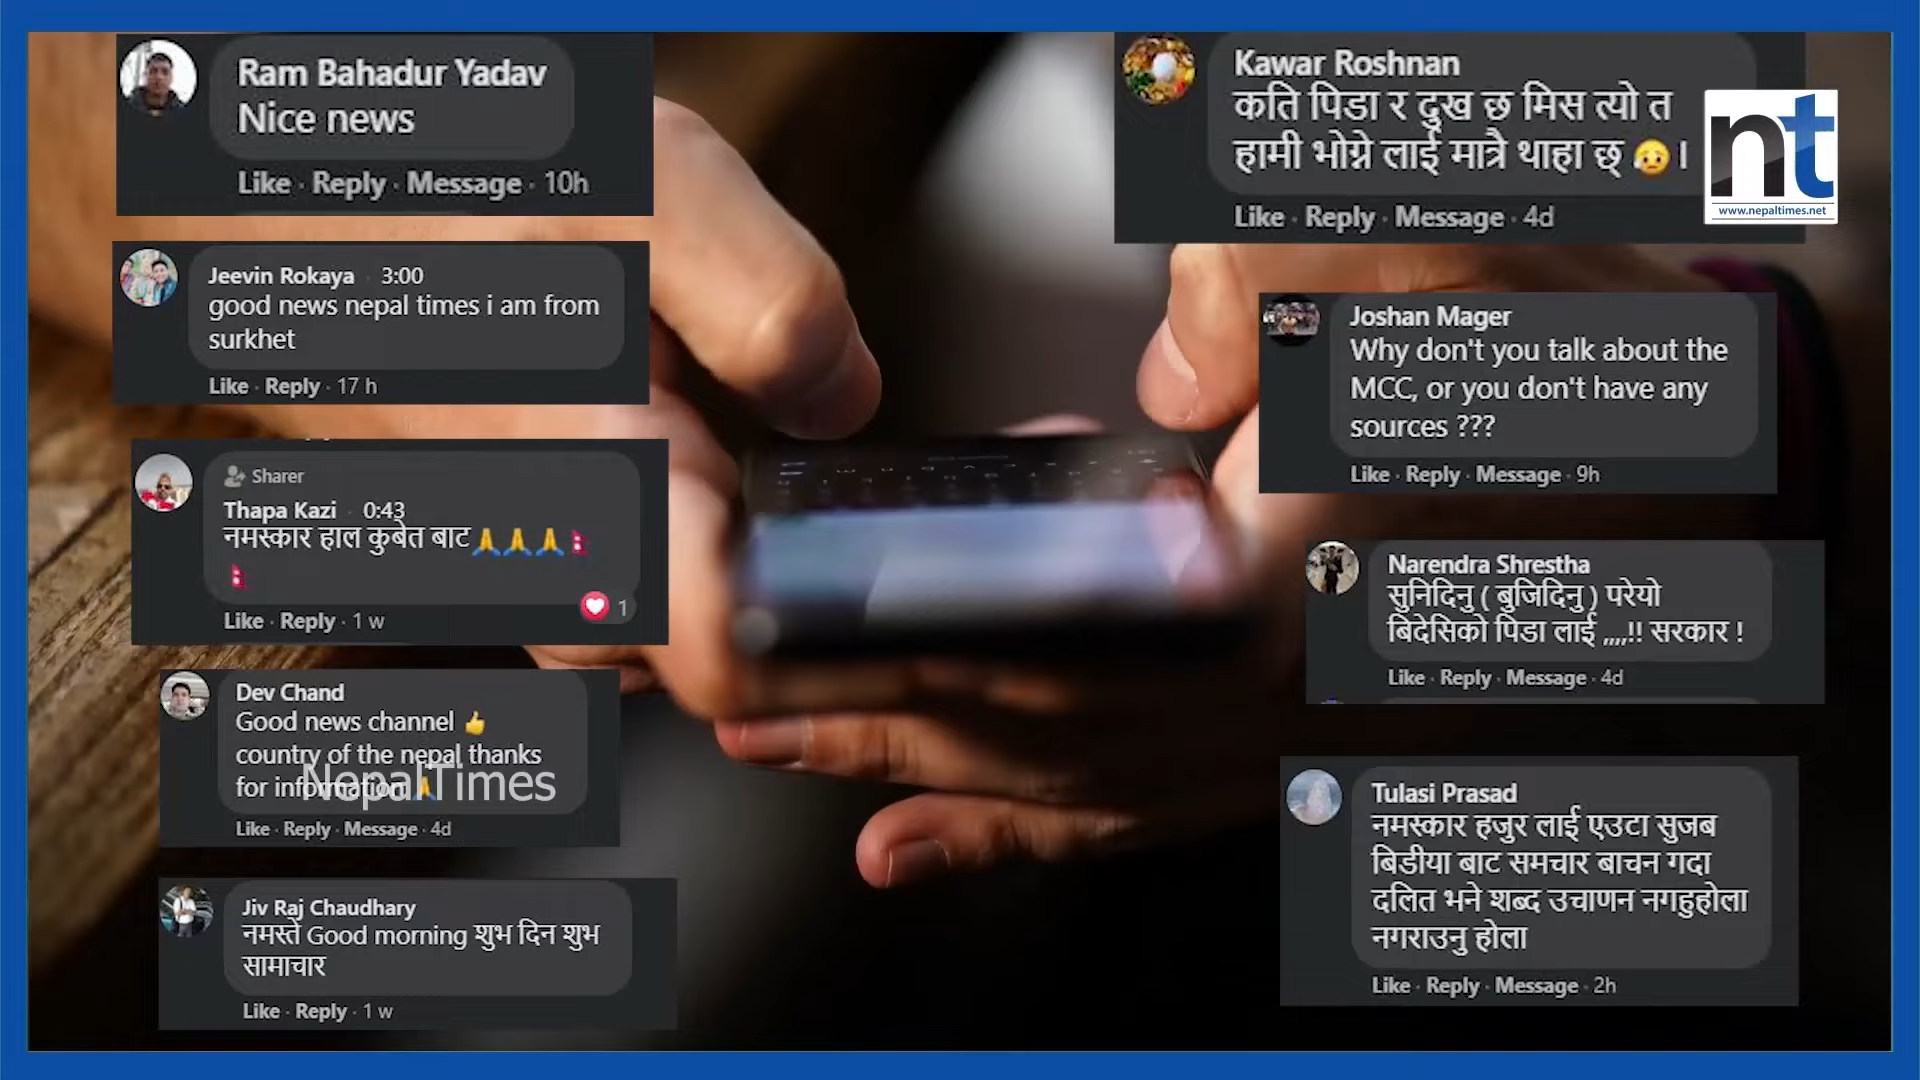 Ram Bahadur Yadav
Nice news
Like · Reply · Message · 10h
Jeevin Rokaya · 3:00
good news nepal times i am from
surkhet
Like · Reply · 17 h
Sharer
Thapa Kazi · 0:43
नमस्कार हाल कुबेत बाट🙏🙏🙏🇳🇵
🇳🇵
1
Like · Reply · 1 w
Dev Chand
Good news channel 👍
country of the nepal thanks
for information🙏
NepalTimes
Like · Reply · Message · 4d
Jiv Raj Chaudhary
नमस्ते Good morning शुभ दिन शुभ
सामाचार
Like · Reply · 1 w
Kawar Roshnan
कति पिडा र दुख छ मिस त्यो त
हामी भोग्ने लाई मात्रै थाहा छ् 😥 ।
Like · Reply · Message · 4d
nt
www.nepaltimes.net
Joshan Mager
Why don't you talk about the
MCC, or you don't have any
sources ???
Like · Reply · Message · 9h
Narendra Shrestha
सुनिदिनु ( बुजिदिनु ) परेयो
बिदेसिको पिडा लाई ,,,,!! सरकार !
Like · Reply · Message · 4d
Tulasi Prasad
नमस्कार हजुर लाई एउटा सुजब
बिडीया बाट समचार बाचन गदा
दलित भने शब्द उचाणन नगहुहोला
नगराउनु होला
Like · Reply · Message · 2h